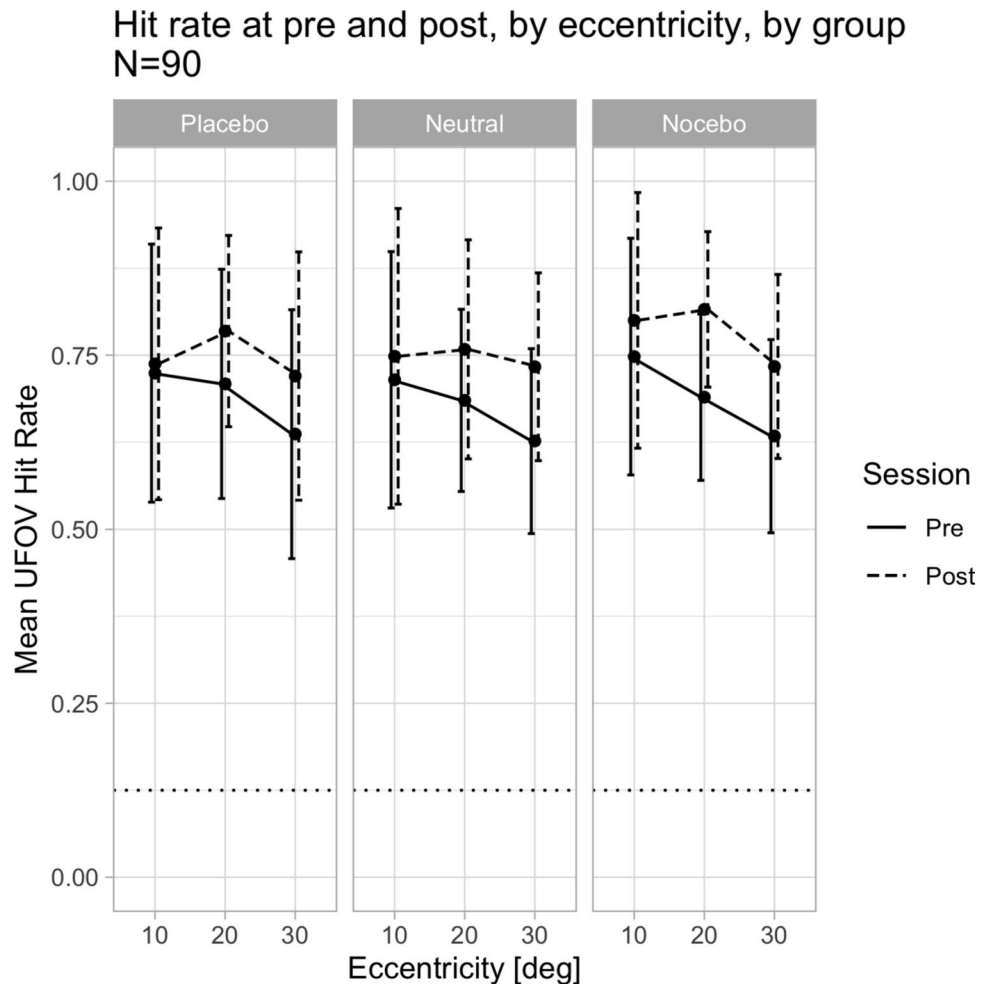 Hit rate at pre and post, by eccentricity, by group
N=90
Placebo
Neutral
Nocebo
Mean UFOV Hit Rate
1.00
0.75
0.50
0.25
0.00
10 20 30
10 20 30
10 20 30
Eccentricity [deg]
Session
Pre
Post